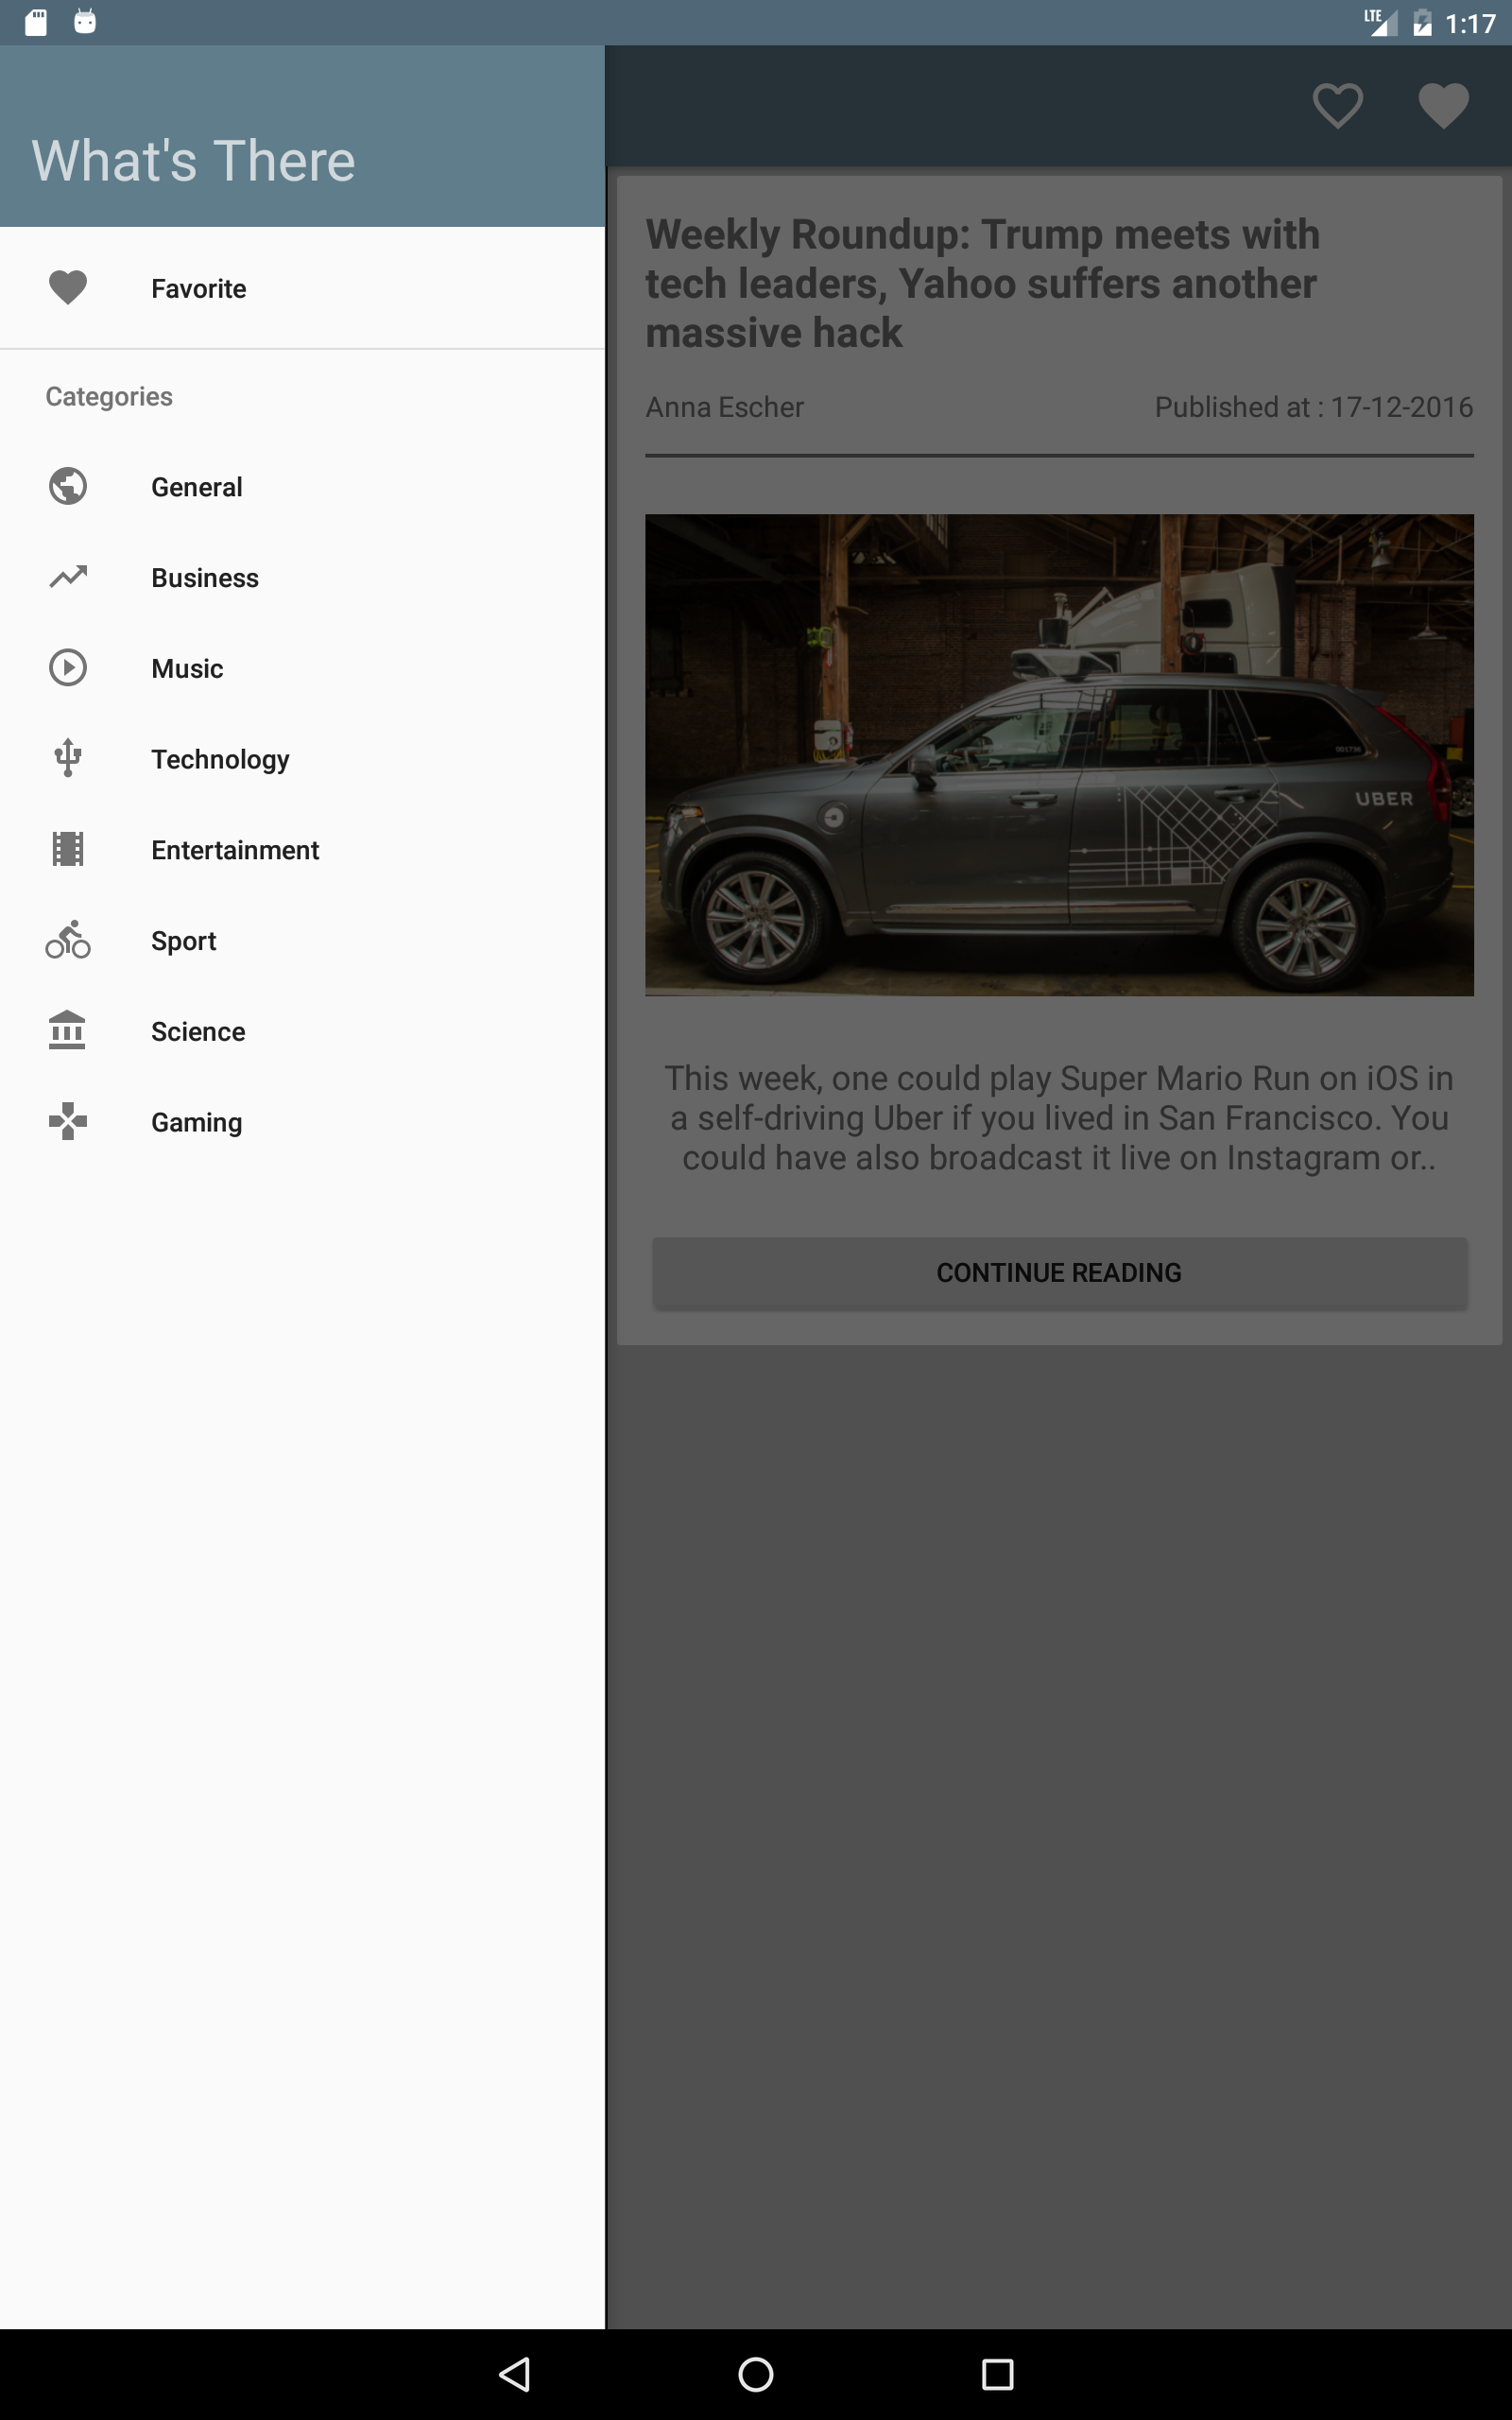 LTE 1:17
What's There
Favorite
Categories
General
Business
Music
Technology
Entertainment
Sport
Science
Gaming
Weekly Roundup: Trump meets with
tech leaders, Yahoo suffers another
massive hack
Anna Escher Published at : 17-12-2016
001736
UBER
This week, one could play Super Mario Run on iOS in
a self-driving Uber if you lived in San Francisco. You
could have also broadcast it live on Instagram or..
CONTINUE READING